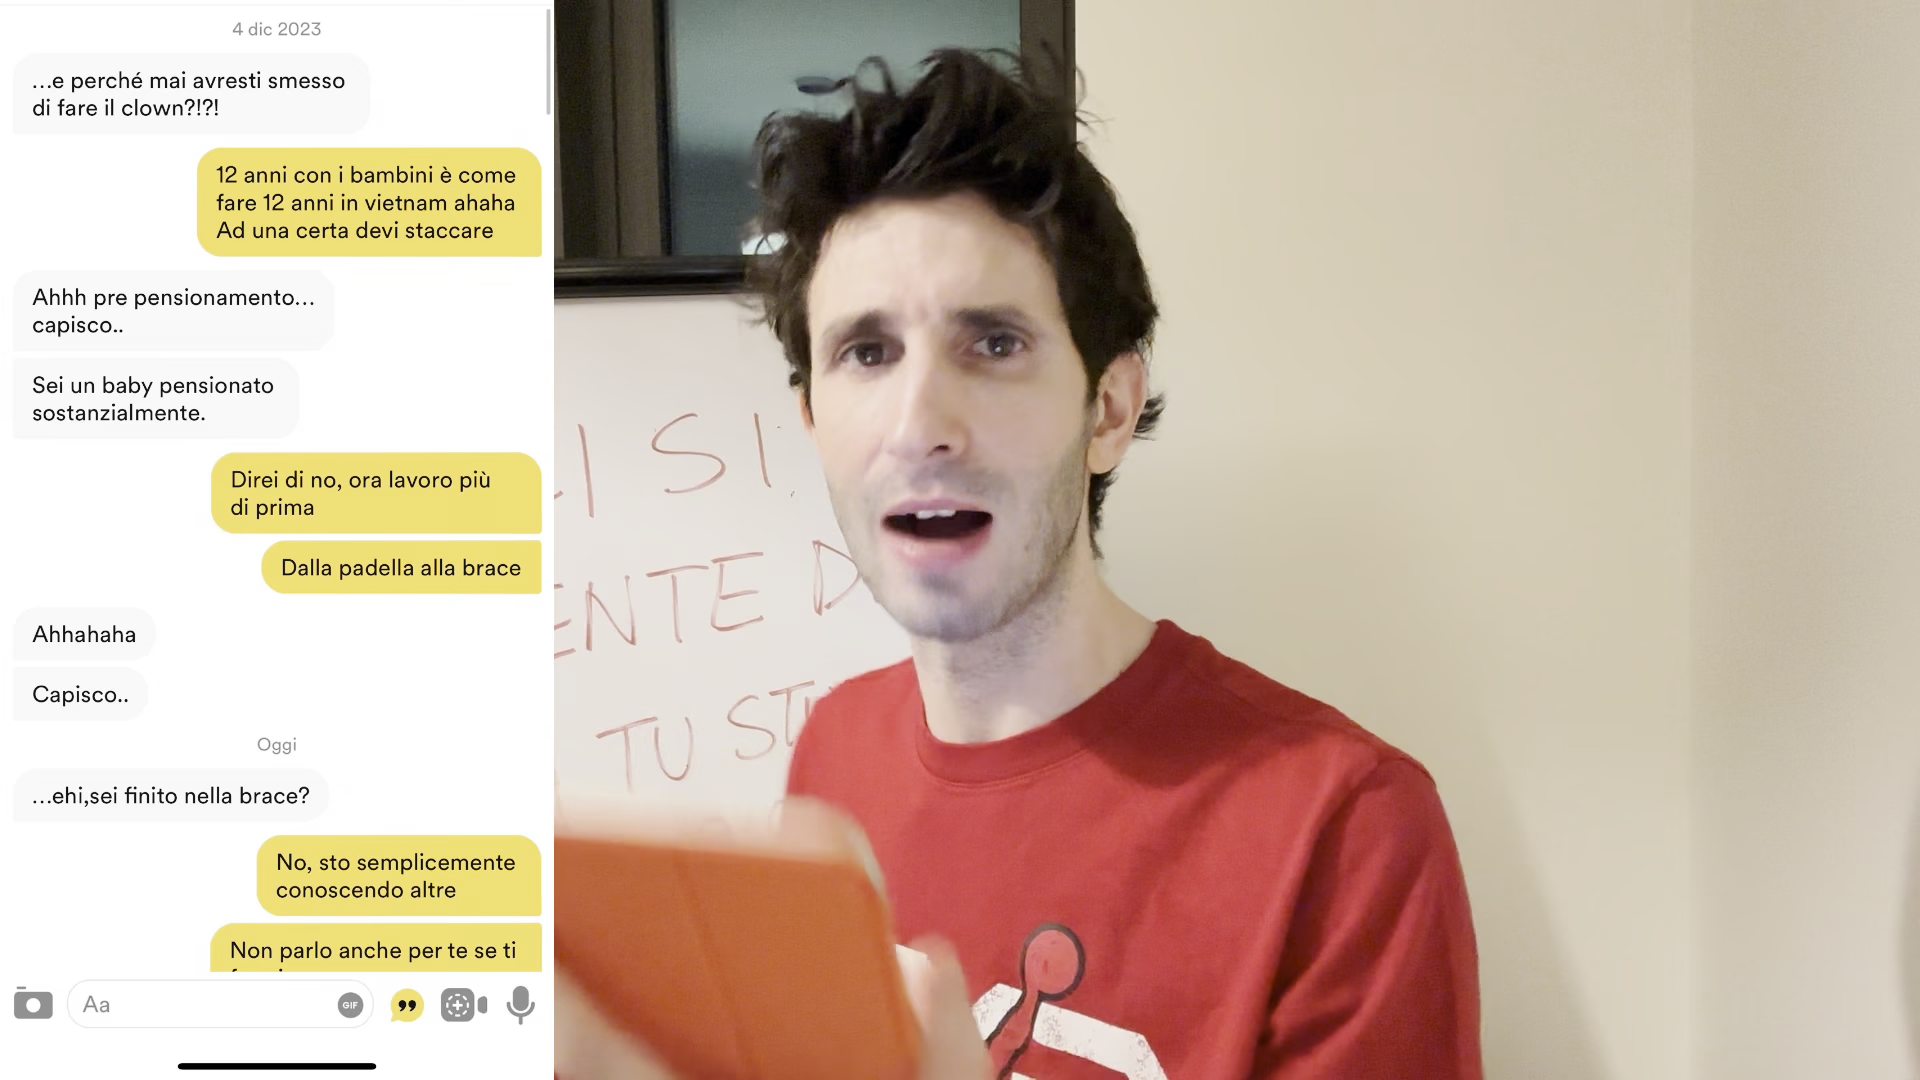 4 dic 2023
...e perché mai avresti smesso
di fare il clown?!?!
12 anni con i bambini è come
fare 12 anni in vietnam ahaha
Ad una certa devi staccare
Ahhh pre pensionamento...
capisco..
Sei un baby pensionato
sostanzialmente.
Direi di no, ora lavoro più
di prima
Dalla padella alla brace
Ahhahaha
Capisco..
Oggi
...ehi,sei finito nella brace?
No, sto semplicemente
conoscendo altre
Non parlo anche per te se ti
Aa
GIF
I SI
ENTE D
TU ST